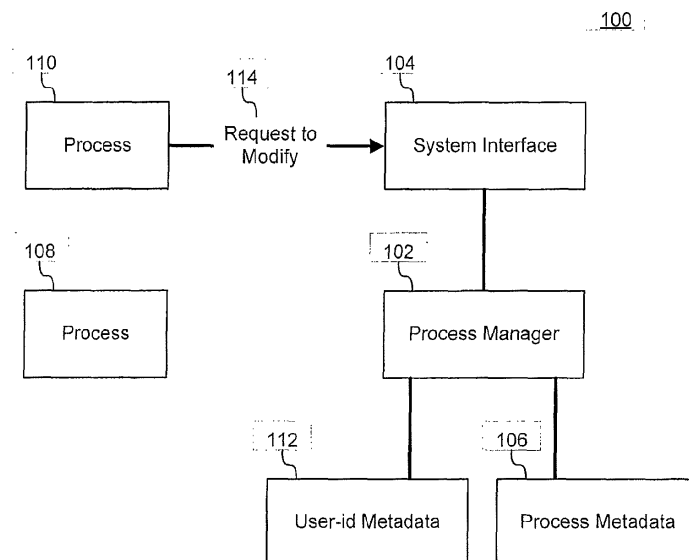 100
110
114
104
Process
Request to
Modify
System Interface
108
102
Process
Process Manager
112
106
User-id Metadata
Process Metadata